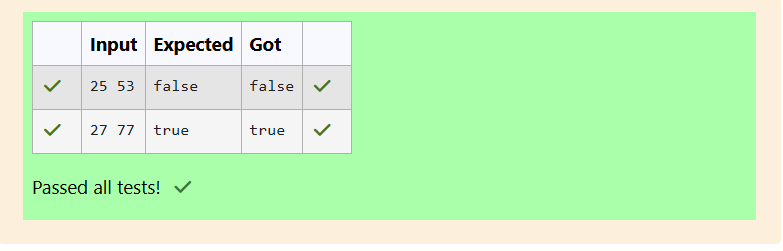 Input Expected Got
25 53 false false
27 77 true true
Passed all tests!